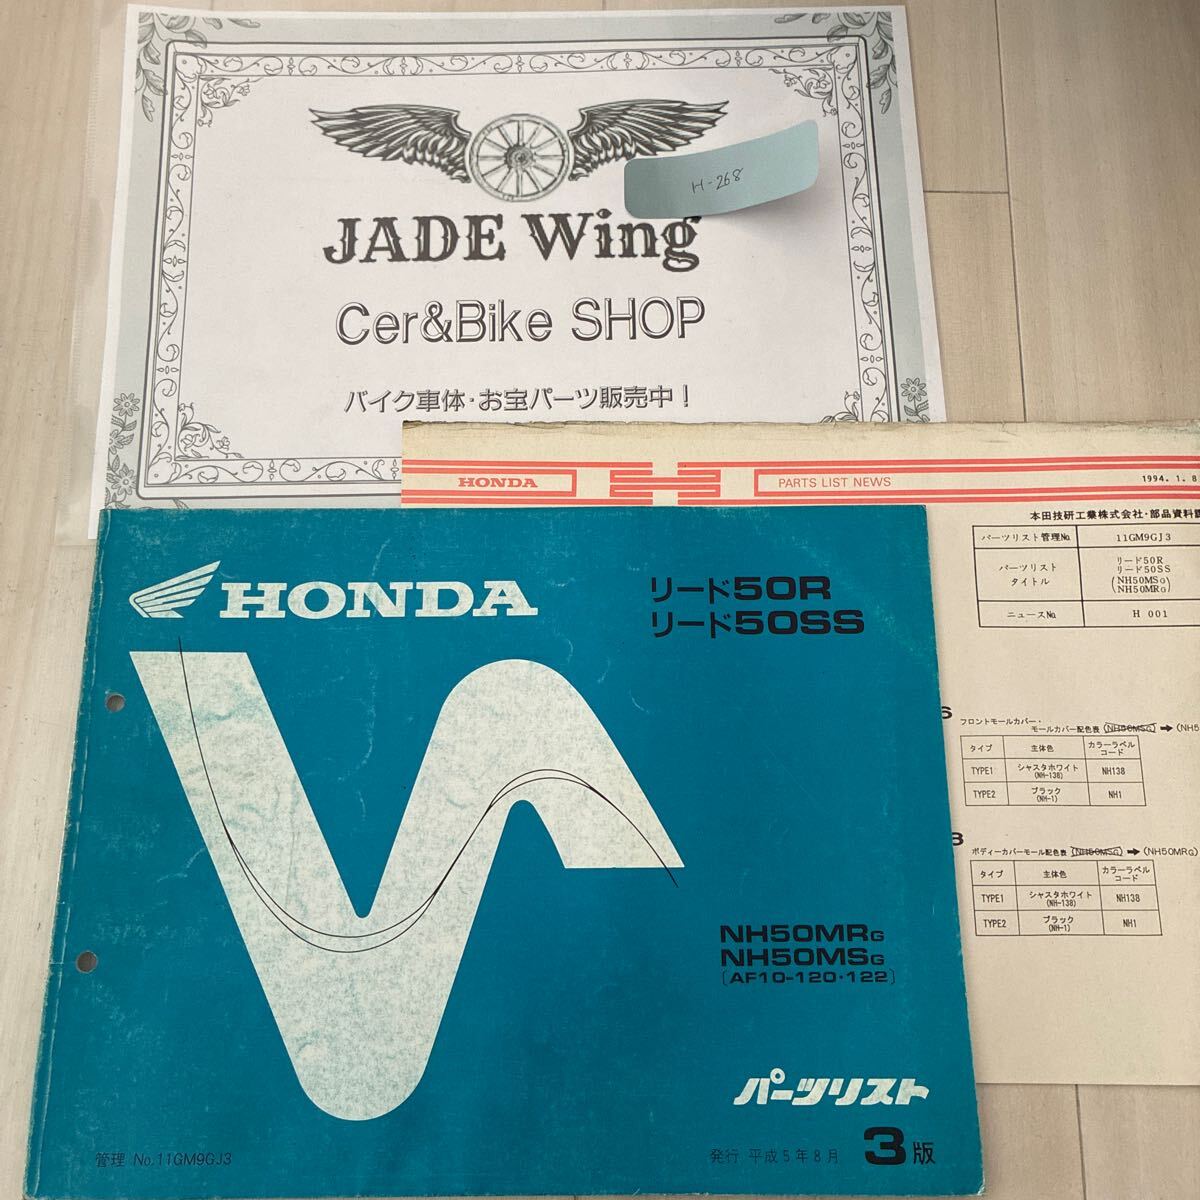 H-268
JADE Wing
Cer&Bike SHOP
バイク車体・お宝パーツ販売中！
HONDA
PARTS LIST NEWS
1994. 1. 8
本田技研工業株式会社・部品資料課
パーツリスト管理No. 11GM9GJ3
パーツリスト
タイトル
リード50R
リード50SS
(NH50MSG)
(NH50MRG)
ニュースNo. H 001
フロントモールカバー・
モールカバー配色表 (NH50MSG) ➡ (NH5
タイプ 主体色 カラーラベルコード
TYPE1 シャスタホワイト (NH-138) NH138
TYPE2 ブラック (NH-1) NH1
ボディーカバーモール配色表 (NH50MSG) ➡ (NH50MRG)
タイプ 主体色 カラーラベルコード
TYPE1 シャスタホワイト (NH-138) NH138
TYPE2 ブラック (NH-1) NH1
HONDA
リード50R
リード50SS
NH50MRG
NH50MSG
〔AF10-120・122〕
パーツリスト
管理 No.11GM9GJ3
発行 平成5年8月 3版